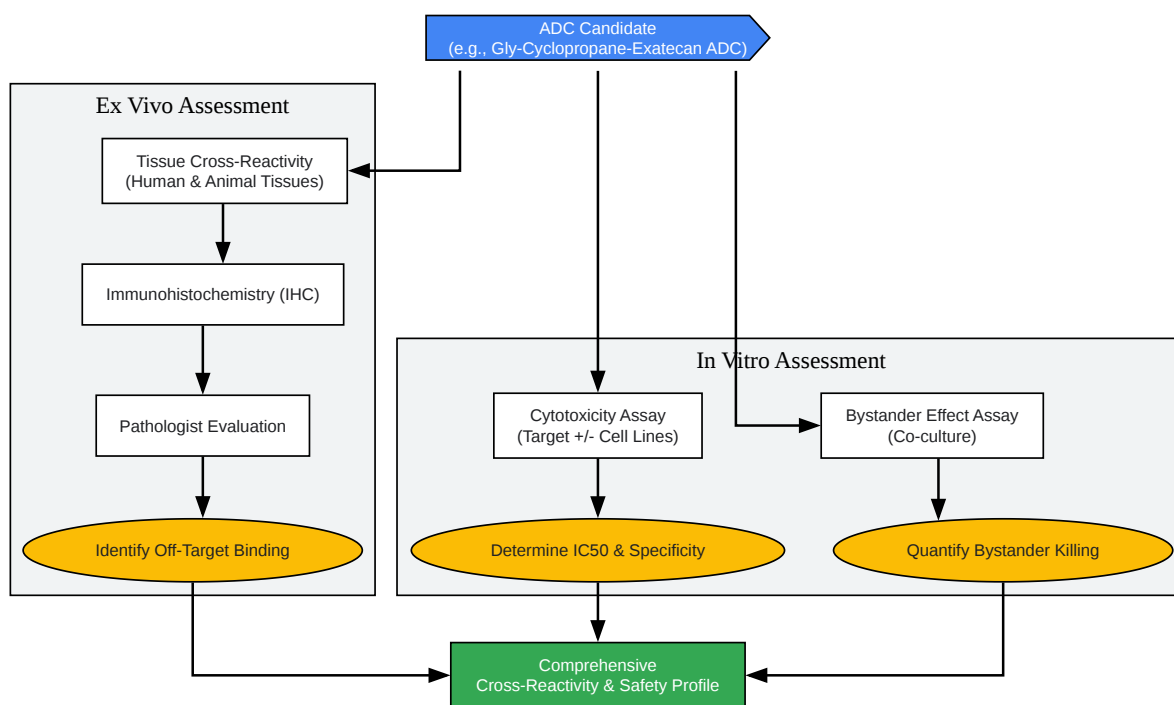 ADC Candidate
(e.g., Gly-Cyclopropane-Exatecan ADC)
Ex Vivo Assessment
Tissue Cross-Reactivity
(Human & Animal Tissues)
Immunohistochemistry (IHC)
Pathologist Evaluation
Identify Off-Target Binding
In Vitro Assessment
Cytotoxicity Assay
(Target +/- Cell Lines)
Bystander Effect Assay
(Co-culture)
Determine IC50 & Specificity
Quantify Bystander Killing
Comprehensive
Cross-Reactivity & Safety Profile